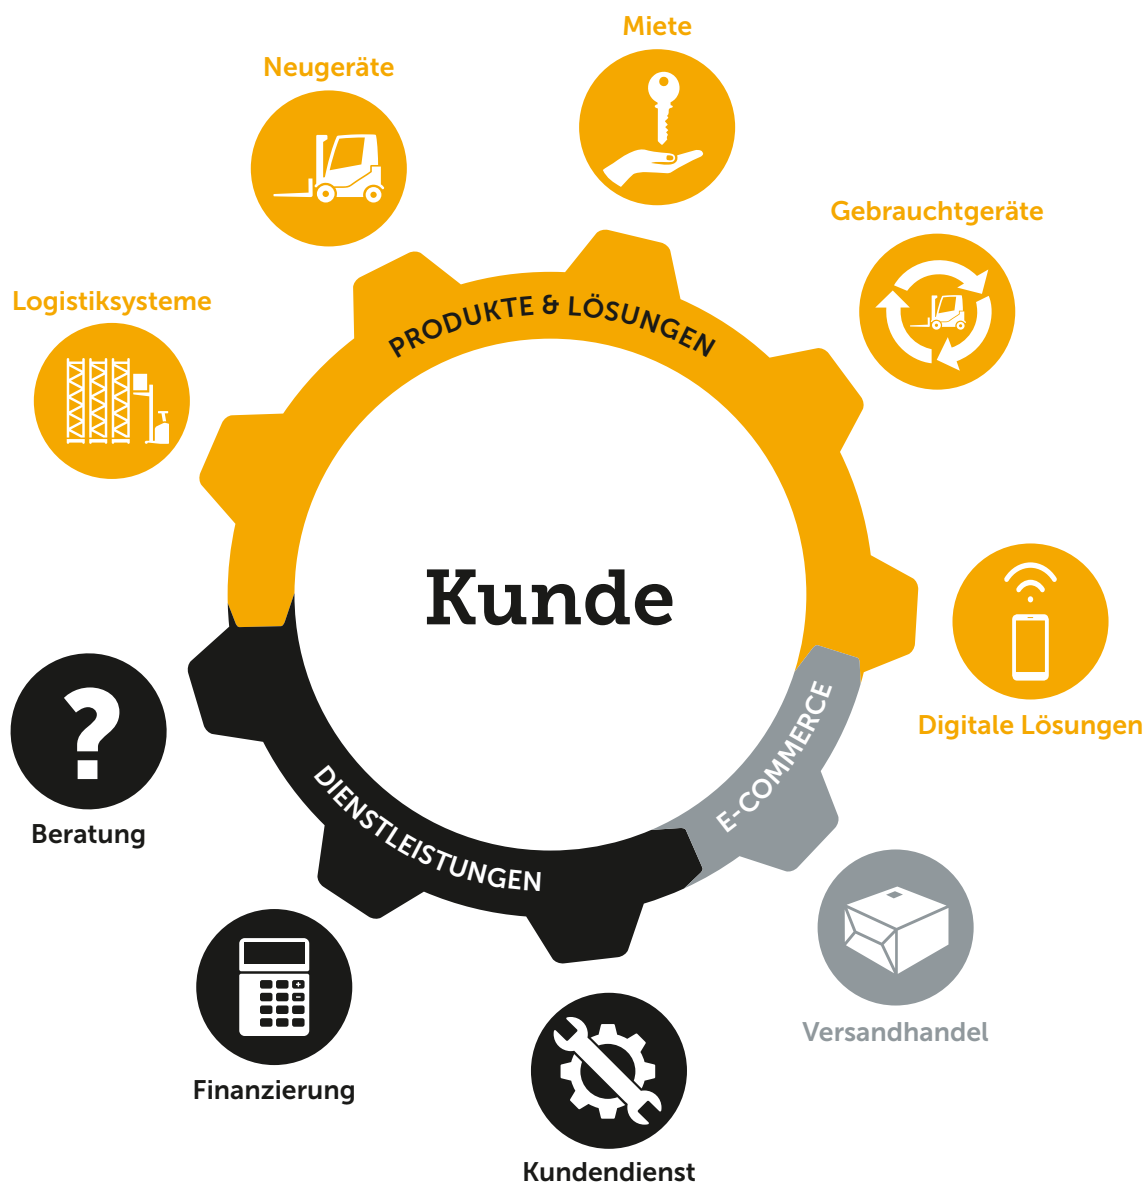 Miete
Neugeräte
Gebrauchtgeräte
Logistiksysteme
PRODUKTE & LÖSUNGEN
Kunde
E-COMMERCE
Digitale Lösungen
DIENSTLEISTUNGEN
Beratung
Versandhandel
Finanzierung
Kundendienst